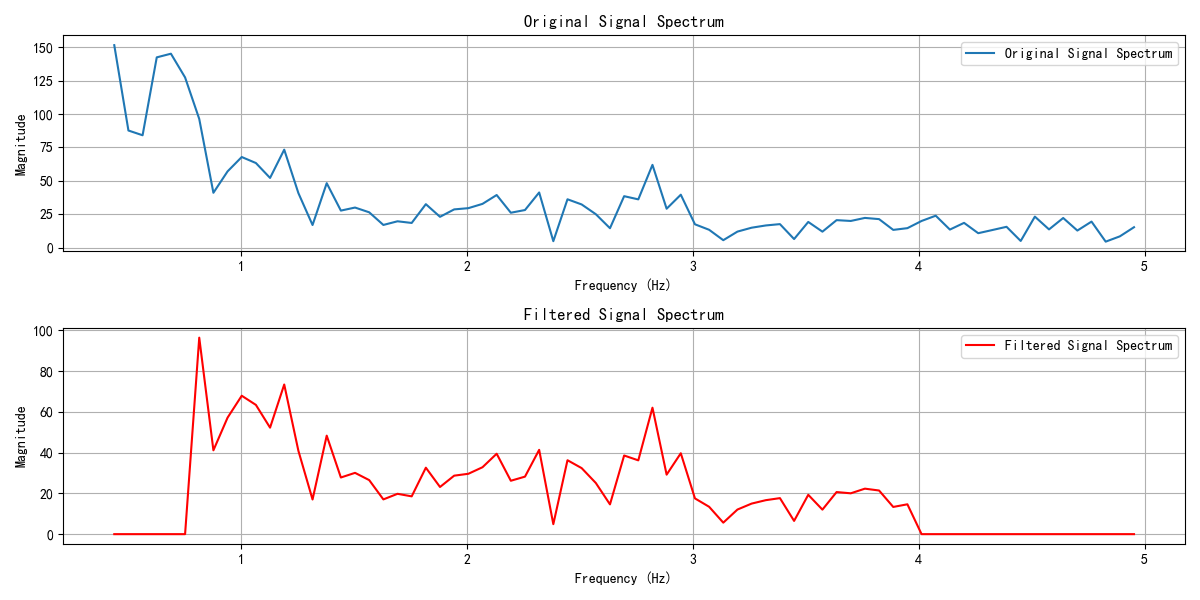 Original Signal Spectrum
150
125
100
75
50
25
0
Magnitude
Original Signal Spectrum
1
2
3
4
5
Frequency (Hz)
Filtered Signal Spectrum
100
80
60
40
20
0
Magnitude
Filtered Signal Spectrum
1
2
3
4
5
Frequency (Hz)